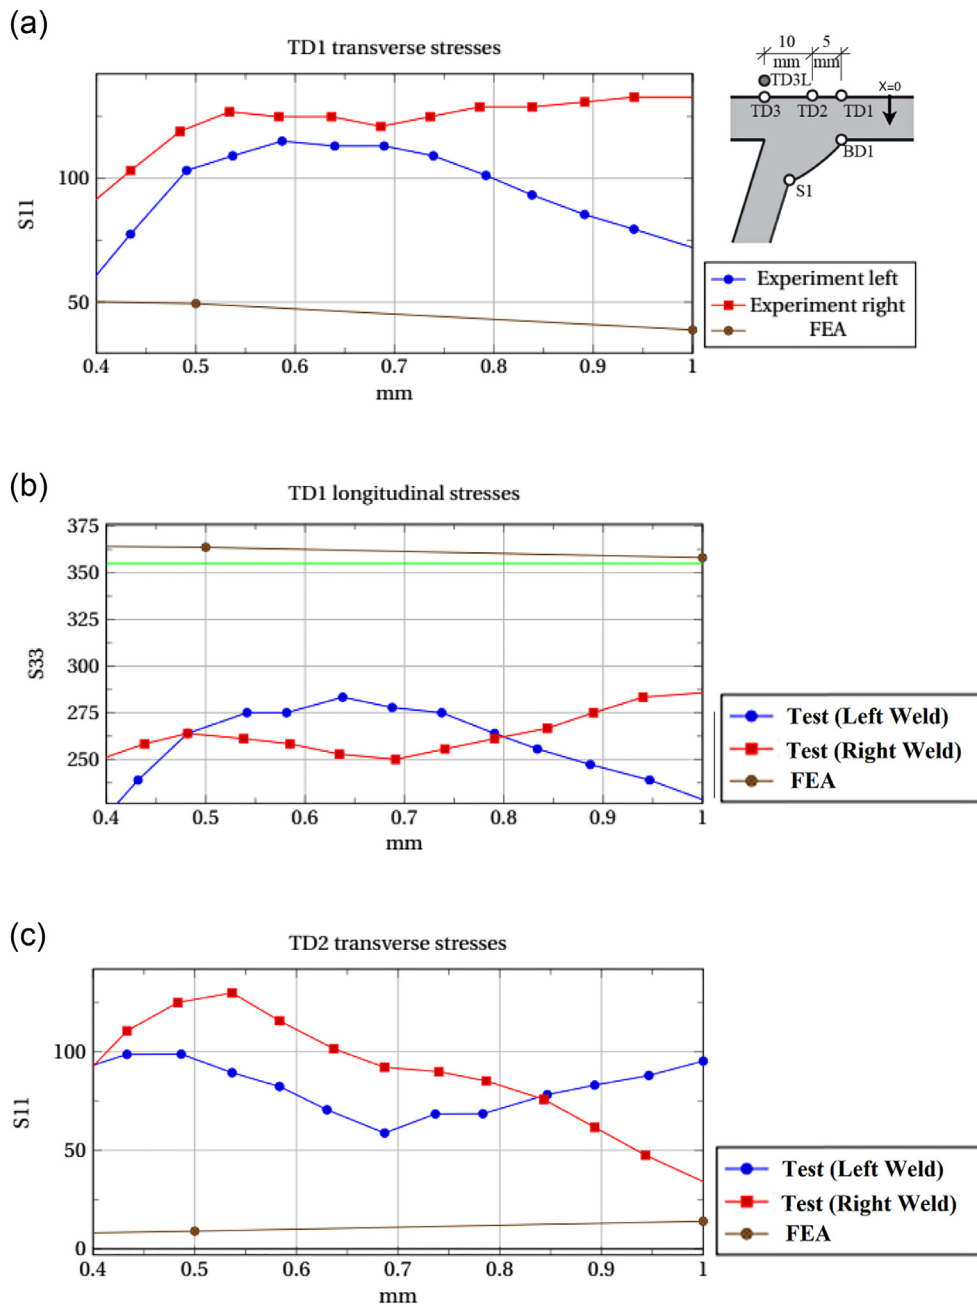 (a)
TD1 transverse stresses
S11
100
50
0.4 0.5 0.6 0.7 0.8 0.9 1
mm
10 5
mm mm
TD3L
X=0
TD3 TD2 TD1
BD1
S1
Experiment left
Experiment right
FEA
(b)
TD1 longitudinal stresses
S33
375
350
325
300
275
250
0.4 0.5 0.6 0.7 0.8 0.9 1
mm
Test (Left Weld)
Test (Right Weld)
FEA
(c)
TD2 transverse stresses
S11
100
50
0
0.4 0.5 0.6 0.7 0.8 0.9 1
mm
Test (Left Weld)
Test (Right Weld)
FEA